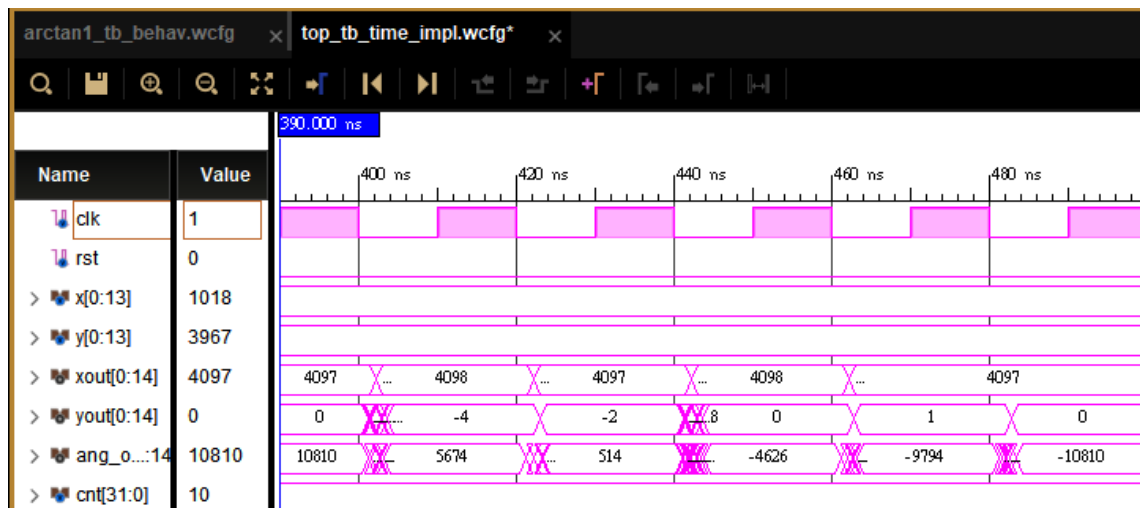 arctan1_tb_behav.wcfg × top_tb_time_impl.wcfg* ×
390.000 ns
Name Value 400 ns 420 ns 440 ns 460 ns 480 ns
clk 1
rst 0
x[0:13] 1018
y[0:13] 3967
xout[0:14] 4097 4097 ... 4098 ... 4097 ... 4098 ... 4097
yout[0:14] 0 0 -4 -2 8 0 1 0
ang_o...:14 10810 10810 5674 514 -4626 -9794 -10810
cnt[31:0] 10